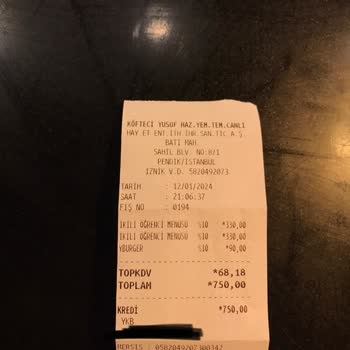 KÖFTECİ YUSUF HAZ.YEM.TEM.CANLI
HAY ET ENT.İTH.İHR.SAN.TİC A.Ş.
BATI MAH.
SAHİL BLV. NO:8/1
PENDİK/İSTANBUL
İZNİK V.D. 5820492073
TARİH : 12/01/2024
SAAT : 21:06:37
FİŞ NO : 0194
İKİLİ ÖĞRENCİ MENÜSÜ %10 *330,00
İKİLİ ÖĞRENCİ MENÜSÜ %10 *330,00
YBURGER %10 *90,00
TOPKDV *68,18
TOPLAM *750,00
KREDİ *750,00
YKB
MERSİS : 0582049207300342